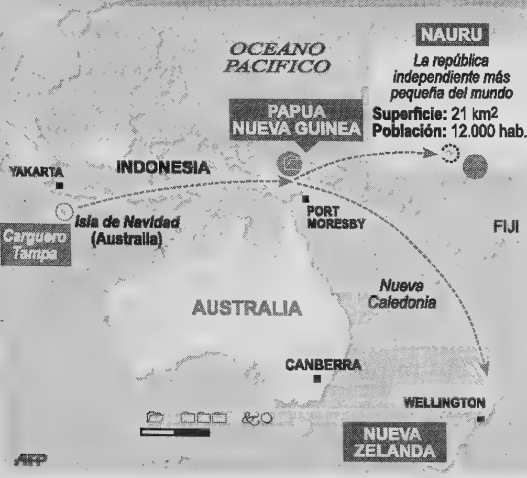 OCEANO
PACIFICO
NAURU
La república
independiente más
pequeña del mundo
Superficie: 21 km2
Población: 12.000 hab.
PAPUA
NUEVA GUINEA
YAKARTA
INDONESIA
Isla de Navidad
(Australia)
Carguero
Tampa
PORT
MORESBY
FIJI
Nueva
Caledonia
AUSTRALIA
CANBERRA
WELLINGTON
NUEVA
ZELANDA
AFP